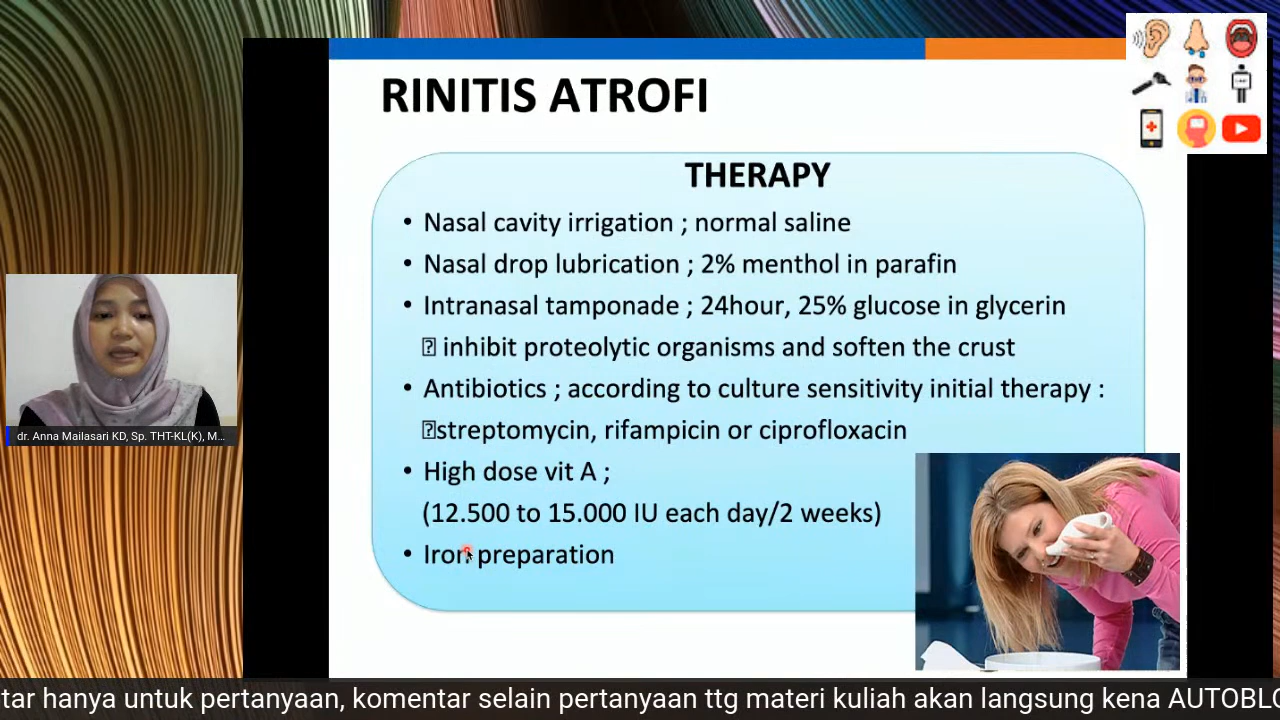 RINITIS ATROFI
THERAPY
• Nasal cavity irrigation ; normal saline
• Nasal drop lubrication ; 2% menthol in parafin
• Intranasal tamponade ; 24hour, 25% glucose in glycerin
⍰ inhibit proteolytic organisms and soften the crust
• Antibiotics ; according to culture sensitivity initial therapy :
⍰streptomycin, rifampicin or ciprofloxacin
• High dose vit A ;
(12.500 to 15.000 IU each day/2 weeks)
• Iron preparation
dr. Anna Mailasari KD, Sp. THT-KL(K), M...
tar hanya untuk pertanyaan, komentar selain pertanyaan ttg materi kuliah akan langsung kena AUTOBLO